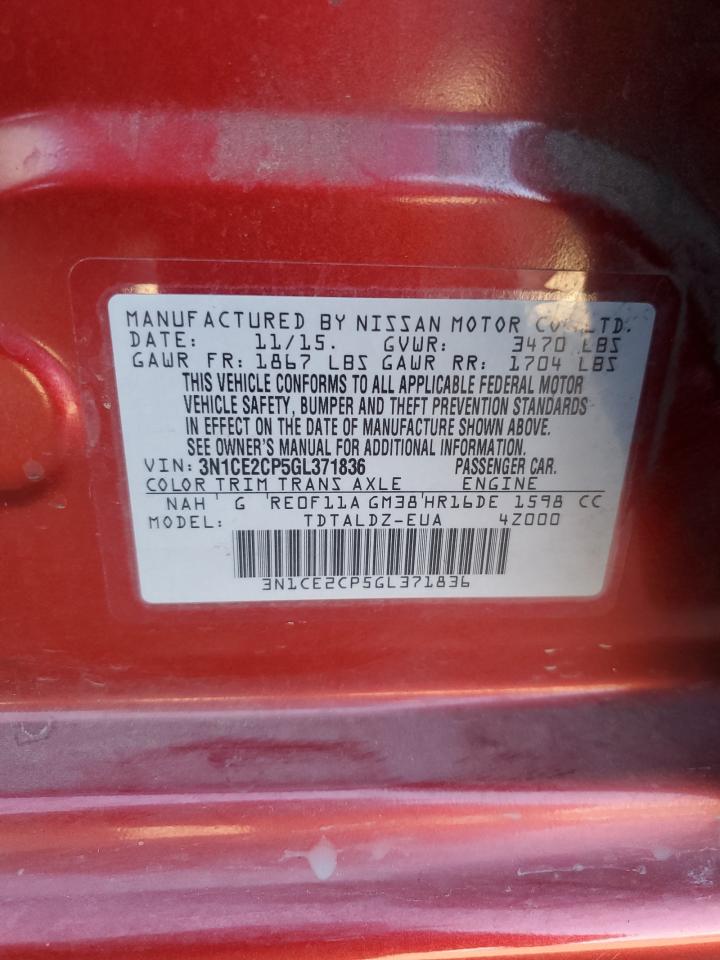 MANUFACTURED BY NISSAN MOTOR CO., LTD.
DATE: 11/15. GVWR: 3470 LBS
GAWR FR: 1867 LBS GAWR RR: 1704 LBS
THIS VEHICLE CONFORMS TO ALL APPLICABLE FEDERAL MOTOR
VEHICLE SAFETY, BUMPER AND THEFT PREVENTION STANDARDS
IN EFFECT ON THE DATE OF MANUFACTURE SHOWN ABOVE.
SEE OWNER'S MANUAL FOR ADDITIONAL INFORMATION.
VIN: 3N1CE2CP5GL371836 PASSENGER CAR.
COLOR TRIM TRANS AXLE ENGINE
NAH G RE0F11A GM38 HR16DE 1598 CC
MODEL: TDTALDZ-EUA 4Z000
3N1CE2CP5GL371836